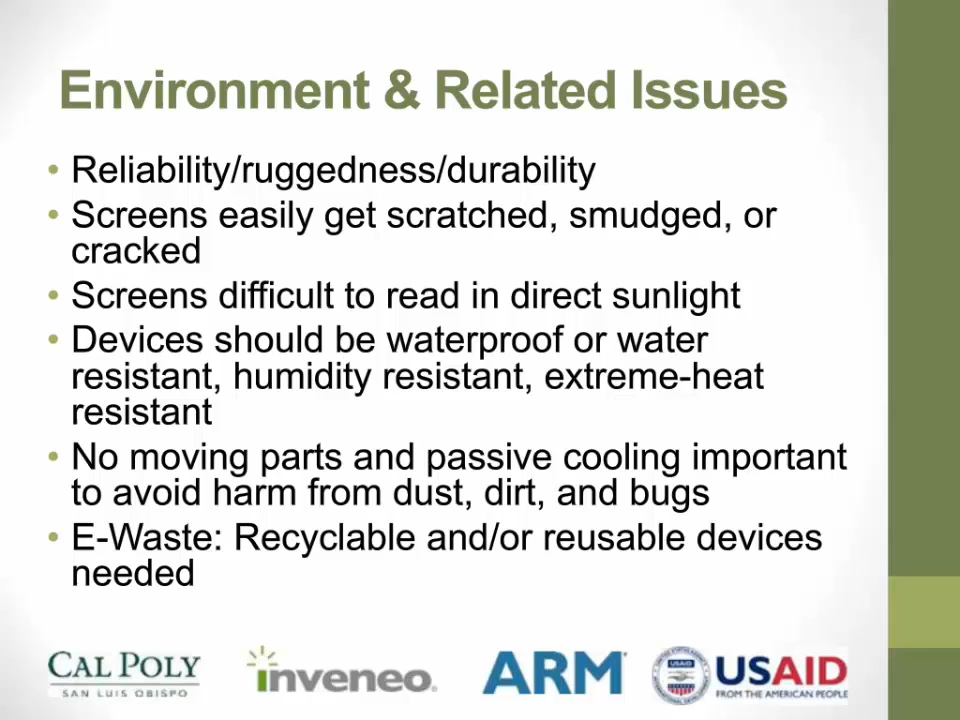 Environment & Related Issues
• Reliability/ruggedness/durability
• Screens easily get scratched, smudged, or
cracked
• Screens difficult to read in direct sunlight
• Devices should be waterproof or water
resistant, humidity resistant, extreme-heat
resistant
• No moving parts and passive cooling important
to avoid harm from dust, dirt, and bugs
• E-Waste: Recyclable and/or reusable devices
needed
CAL POLY
SAN LUIS OBISPO
inveneo
ARM
USAID
USAID
FROM THE AMERICAN PEOPLE